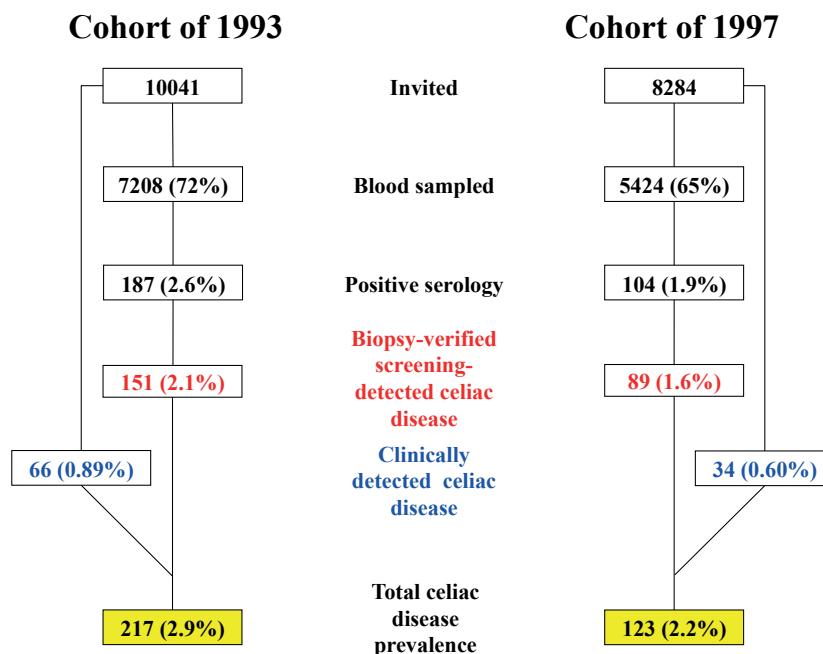 Cohort of 1993
Cohort of 1997
10041
Invited
8284
7208 (72%)
Blood sampled
5424 (65%)
187 (2.6%)
Positive serology
104 (1.9%)
Biopsy-verified
screening-
detected celiac
disease
151 (2.1%)
89 (1.6%)
66 (0.89%)
Clinically
detected celiac
disease
34 (0.60%)
Total celiac
disease
prevalence
217 (2.9%)
123 (2.2%)